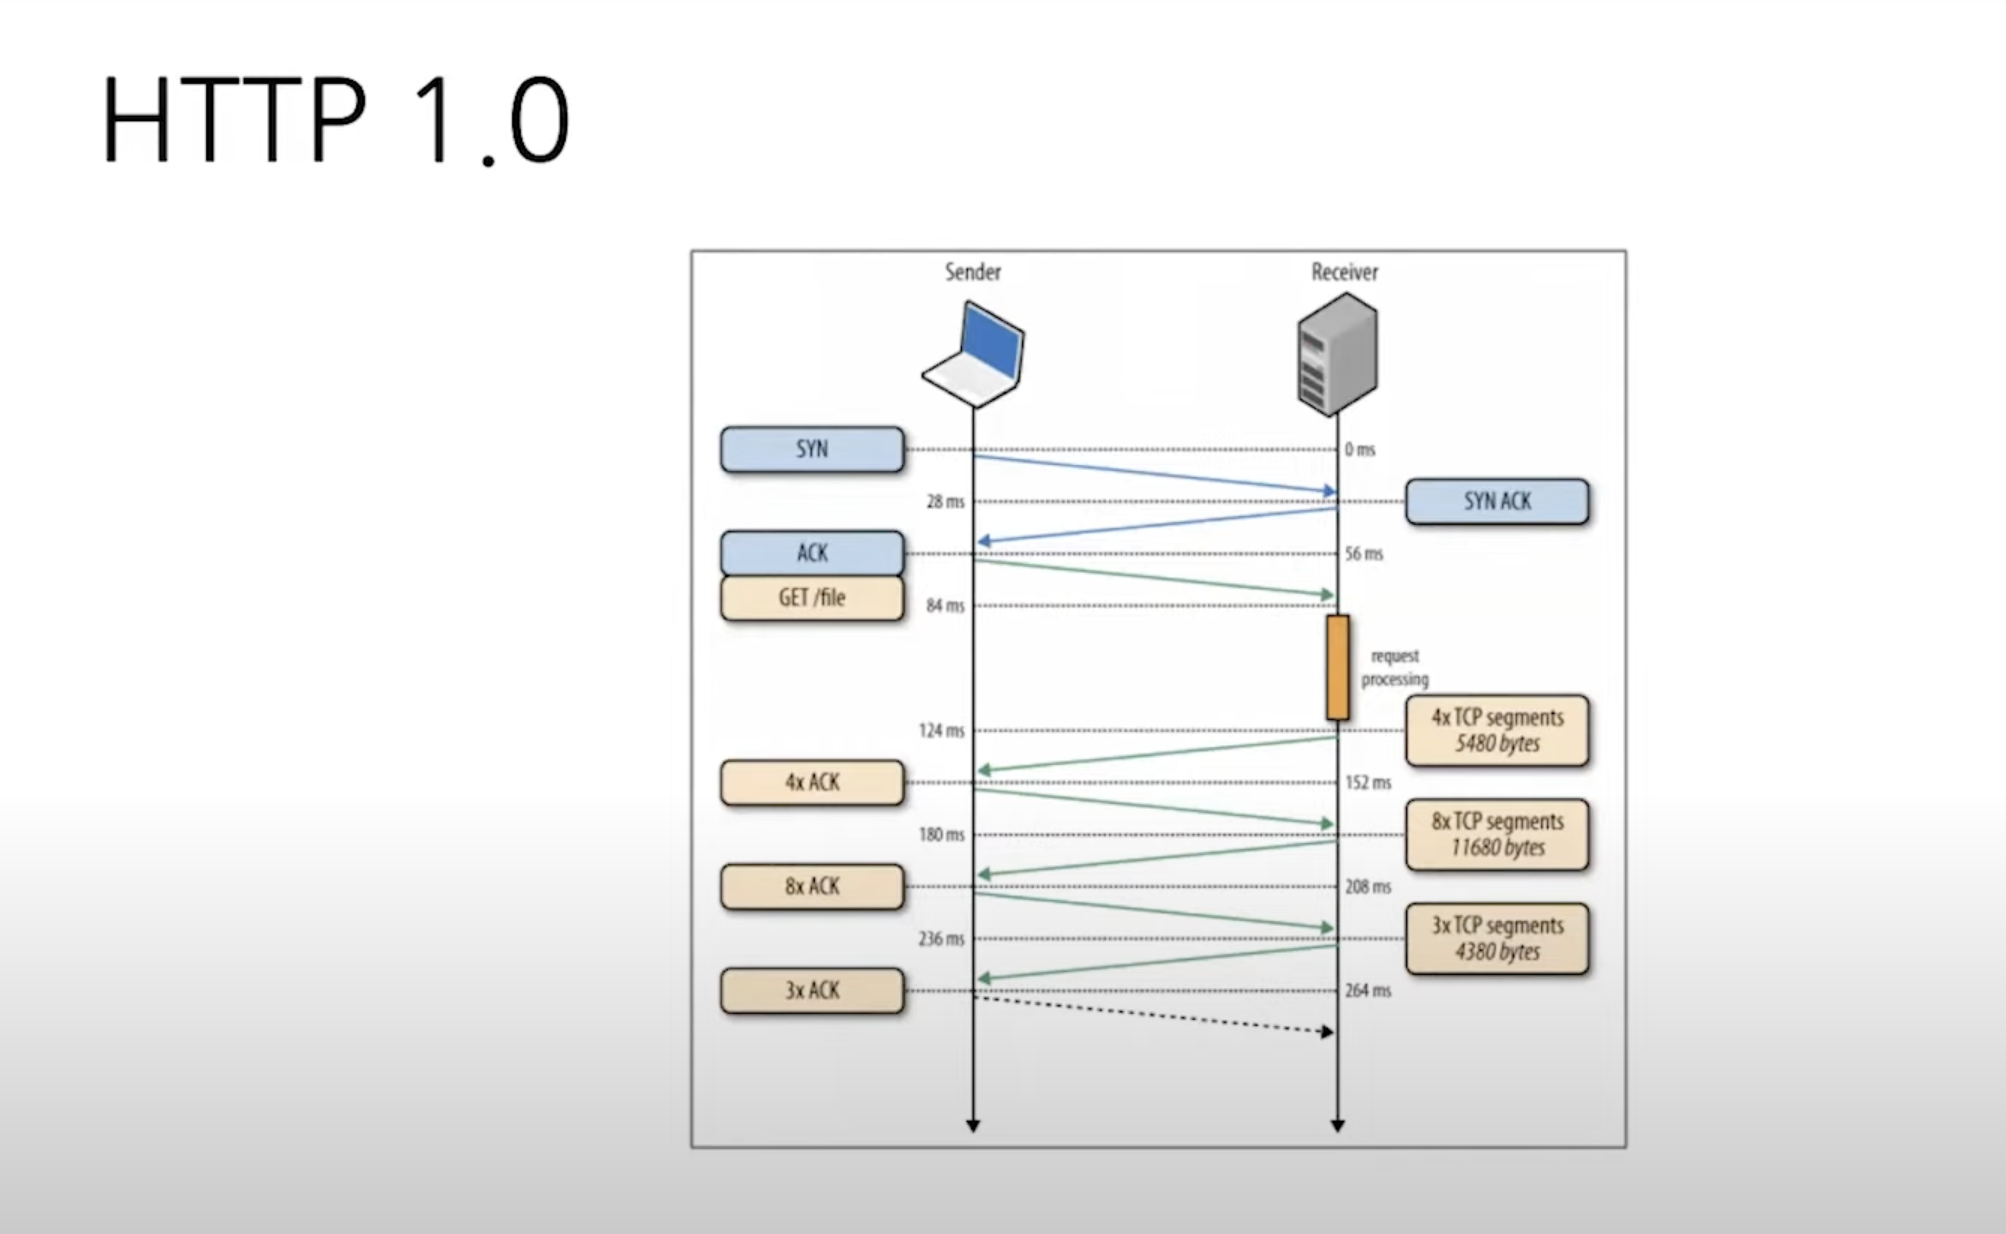 HTTP 1.0
Sender
Receiver
SYN
0 ms
28 ms
SYN ACK
ACK
56 ms
GET /file
84 ms
request
processing
4x TCP segments
5480 bytes
124 ms
4x ACK
152 ms
8x TCP segments
11680 bytes
180 ms
8x ACK
208 ms
3x TCP segments
4380 bytes
236 ms
3x ACK
264 ms